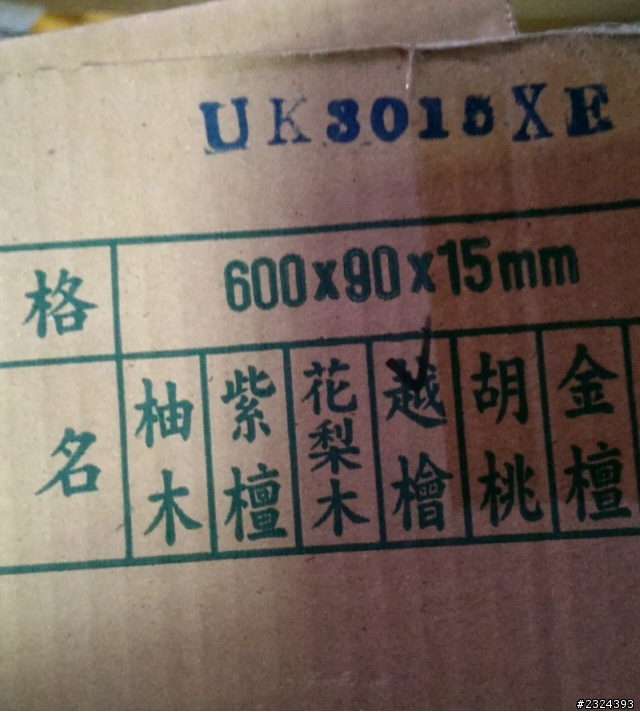 UK3015XE
格 600x90x15mm
名 柚木 紫檀 花梨木 越檜 胡桃 金檀
#2324393